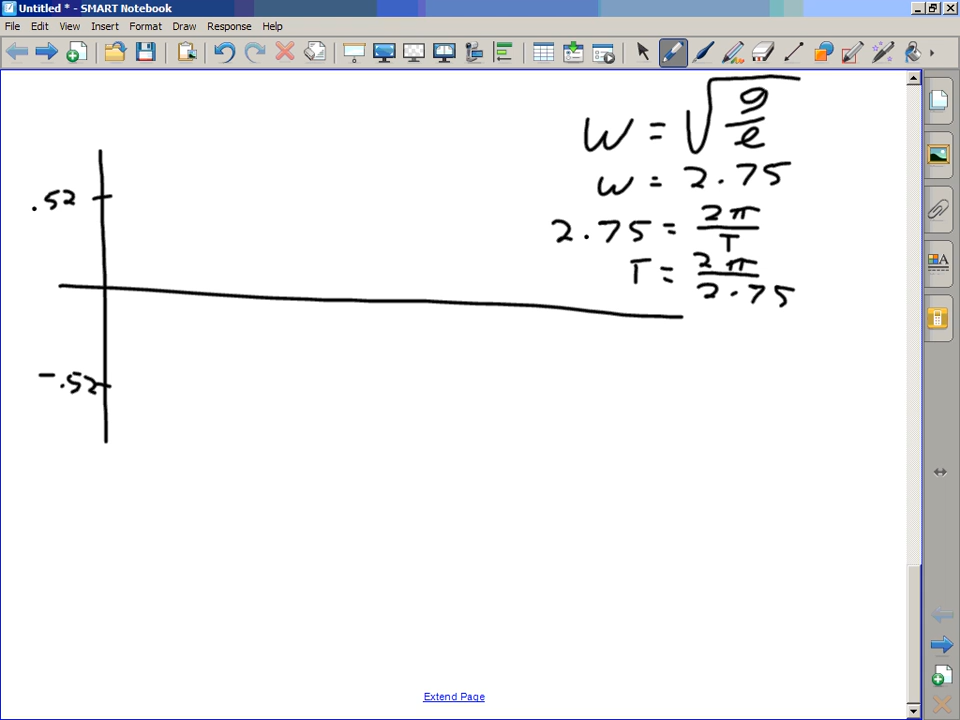 Untitled * - SMART Notebook
File Edit View Insert Format Draw Response Help
W = √(g/l)
W = 2.75
2.75 = 2π/T
T = 2π/2.75
.52
-.52
Extend Page